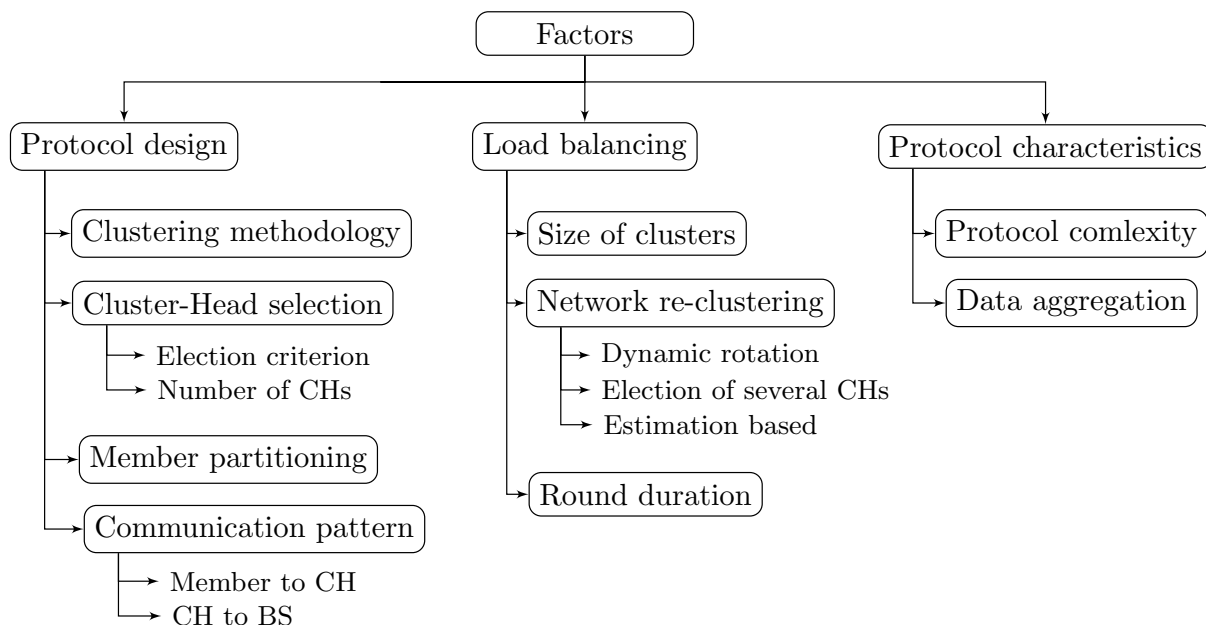 Factors
Protocol design
Clustering methodology
Cluster-Head selection
Election criterion
Number of CHs
Member partitioning
Communication pattern
Member to CH
CH to BS
Load balancing
Size of clusters
Network re-clustering
Dynamic rotation
Election of several CHs
Estimation based
Round duration
Protocol characteristics
Protocol comlexity
Data aggregation